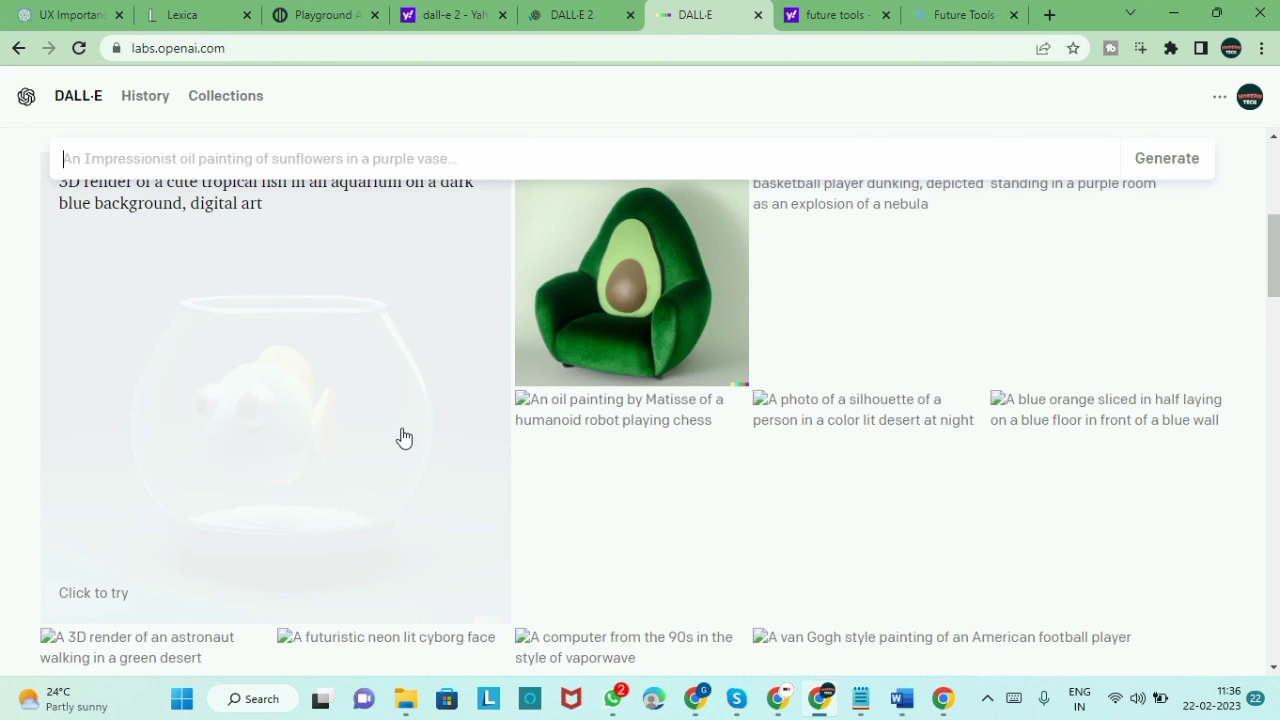 UX Importanc
Lexica
Playground A
dall-e 2 - Yah
DALL·E 2
DALL·E
future tools -
Future Tools -
labs.openai.com
DALL·E
History
Collections
MODERN TECH
An Impressionist oil painting of sunflowers in a purple vase...
Generate
3D render of a cute tropical fish in an aquarium on a dark
blue background, digital art
basketball player dunking, depicted
as an explosion of a nebula
standing in a purple room
An oil painting by Matisse of a
humanoid robot playing chess
A photo of a silhouette of a
person in a color lit desert at night
A blue orange sliced in half laying
on a blue floor in front of a blue wall
Click to try
A 3D render of an astronaut
walking in a green desert
A futuristic neon lit cyborg face
A computer from the 90s in the
style of vaporwave
A van Gogh style painting of an American football player
24°C
Partly sunny
Search
2
ENG
IN
11:36
22-02-2023
22